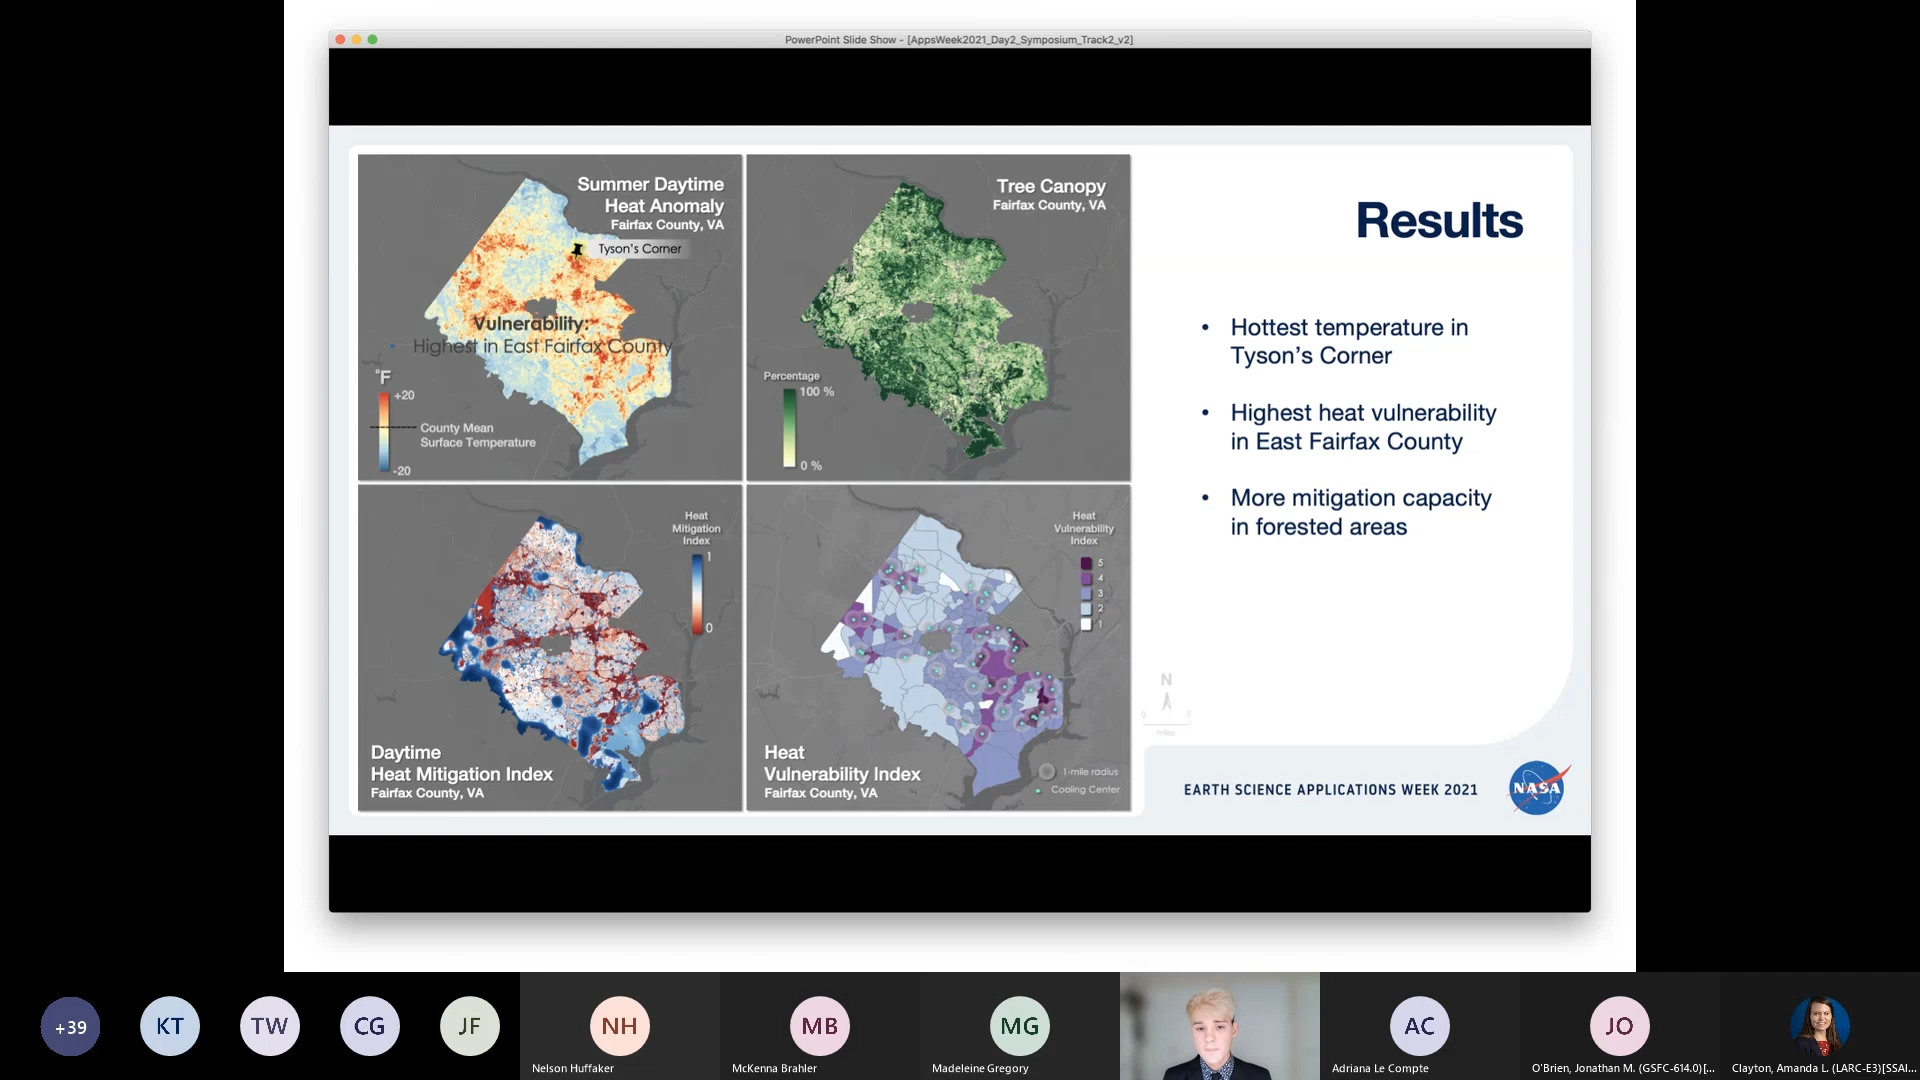 PowerPoint Slide Show - [AppsWeek2021_Day2_Symposium_Track2_v2]
Summer Daytime
Heat Anomaly
Fairfax County, VA
Tyson's Corner
Vulnerability:
• Highest in East Fairfax County
°F
+20
County Mean
Surface Temperature
-20
Tree Canopy
Fairfax County, VA
Percentage
100 %
0 %
Heat
Mitigation
Index
1
0
Daytime
Heat Mitigation Index
Fairfax County, VA
Heat
Vulnerability
Index
5
4
3
2
1
Heat
Vulnerability Index
Fairfax County, VA
1-mile radius
Cooling Center
Results
• Hottest temperature in
Tyson's Corner
• Highest heat vulnerability
in East Fairfax County
• More mitigation capacity
in forested areas
N
0 5
miles
EARTH SCIENCE APPLICATIONS WEEK 2021
NASA
+39
KT
TW
CG
JF
NH
Nelson Huffaker
MB
McKenna Brahler
MG
Madeleine Gregory
AC
Adriana Le Compte
JO
O'Brien, Jonathan M. (GSFC-614.0)[...
Clayton, Amanda L. (LARC-E3)[SSAI...